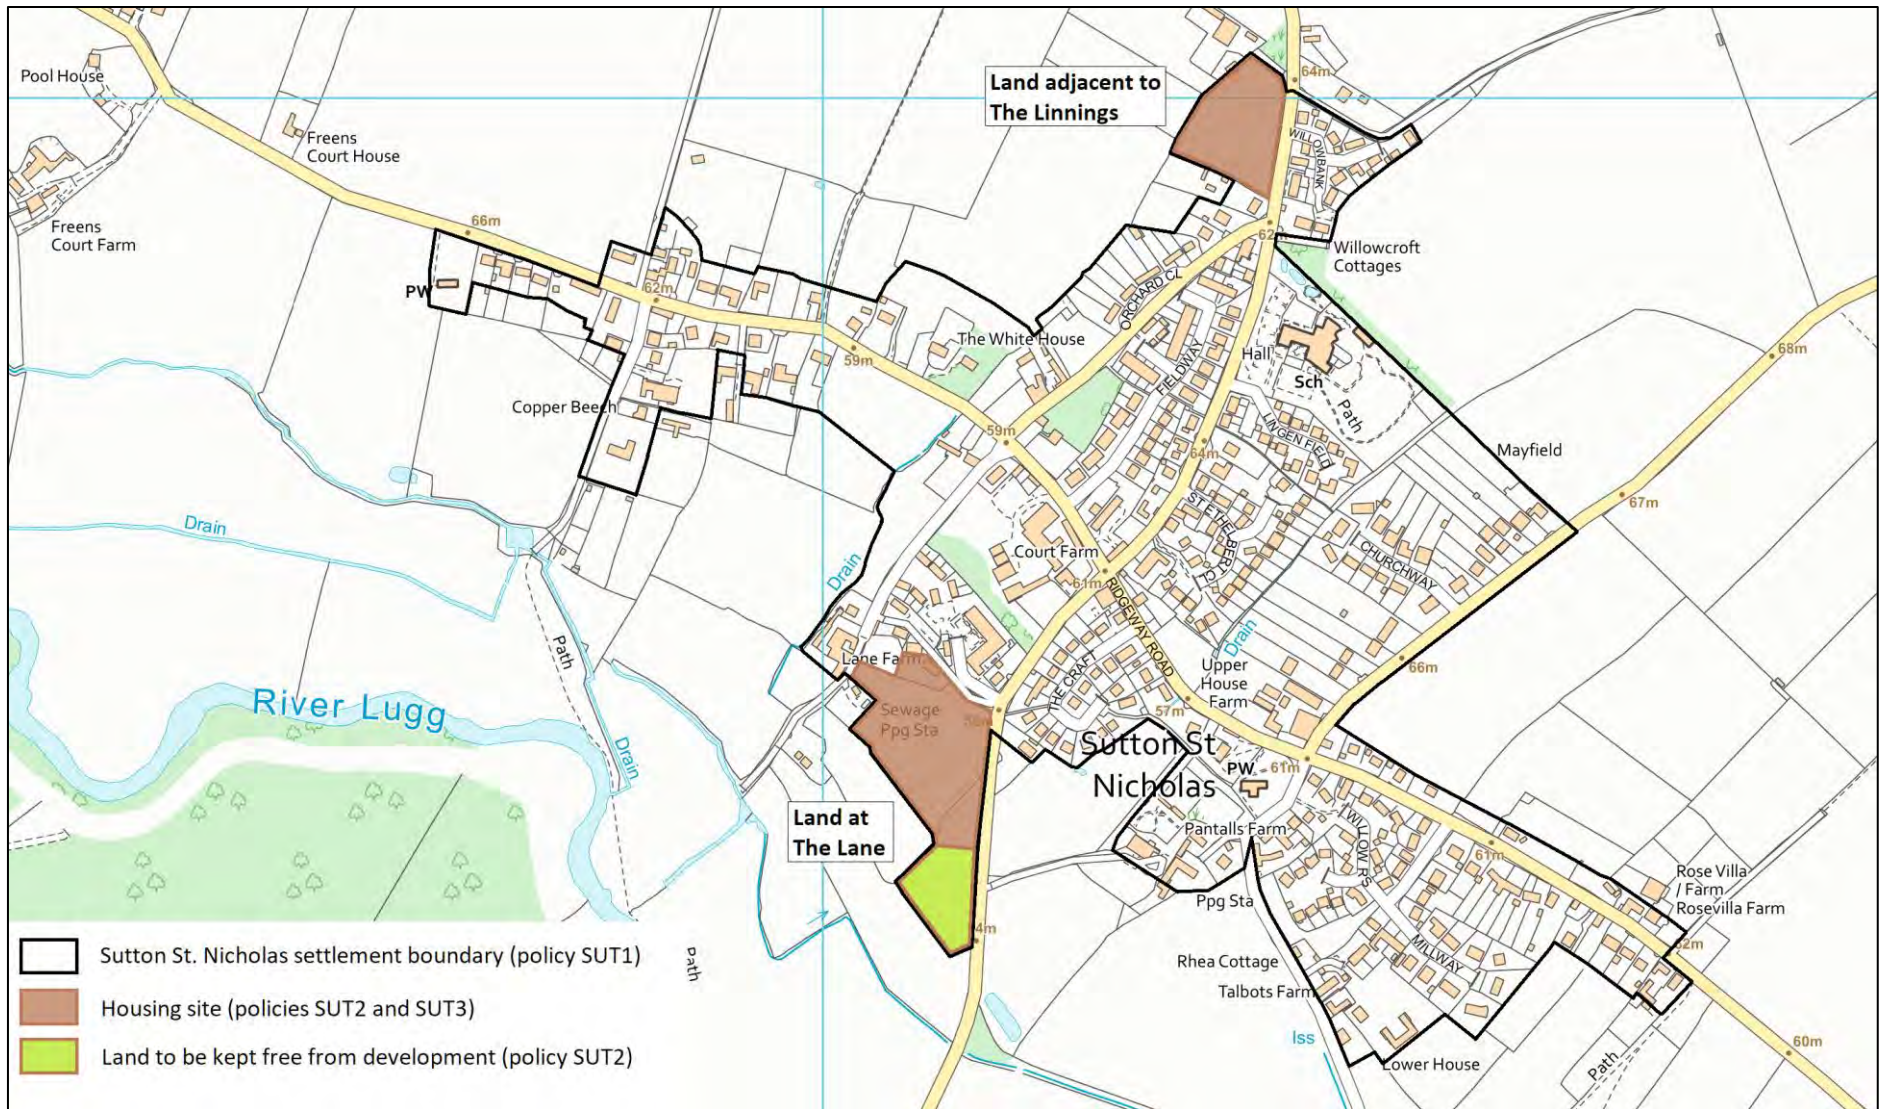 Pool House
Freens
Court House
Freens
Court Farm
66m
PW
62m
59m
Copper Beech
The White House
59m
Land adjacent to
The Linnings
64m
WILLOWBANK
62m
Willowcroft
Cottages
ORCHARD CL
FIELDWAY
Hall
Sch
Path
LINGEN FIELD
64m
Mayfield
68m
67m
ST ETHELBERT CL
CHURCHWAY
Court Farm
61m
RIDGEWAY ROAD
Drain
Drain
Drain
Path
Drain
River Lugg
Lane Farm
Sewage
Ppg Sta
THE CRAFT
57m
Upper
House
Farm
66m
Sutton St
Nicholas
PW
61m
Land at
The Lane
Pantalls Farm
WILLOW RS
61m
Ppg Sta
MILLWAY
Rose Villa
/ Farm
Rosevilla Farm
62m
4m
Rhea Cottage
Talbots Farm
Iss
Lower House
Path
60m
Path
Sutton St. Nicholas settlement boundary (policy SUT1)
Housing site (policies SUT2 and SUT3)
Land to be kept free from development (policy SUT2)